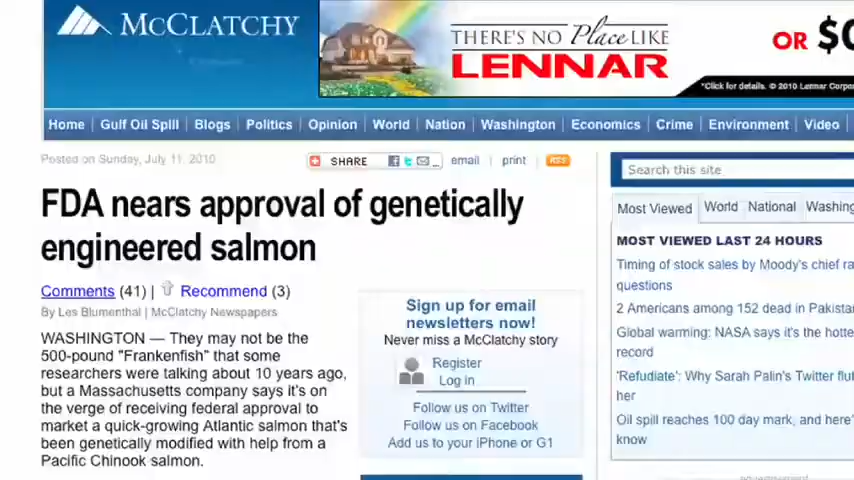 McCLATCHY
THERE'S NO Place LIKE
LENNAR
OR $0
*Click for details. © 2010 Lennar Corpor
Home | Gulf Oil Spill | Blogs | Politics | Opinion | World | Nation | Washington | Economics | Crime | Environment | Video
Posted on Sunday, July 11, 2010
SHARE
email | print | RSS
Search this site
FDA nears approval of genetically
engineered salmon
Comments (41) | Recommend (3)
By Les Blumenthal | McClatchy Newspapers
WASHINGTON — They may not be the
500-pound "Frankenfish" that some
researchers were talking about 10 years ago,
but a Massachusetts company says it's on
the verge of receiving federal approval to
market a quick-growing Atlantic salmon that's
been genetically modified with help from a
Pacific Chinook salmon.
Sign up for email
newsletters now!
Never miss a McClatchy story
Register
Log in
Follow us on Twitter
Follow us on Facebook
Add us to your iPhone or G1
Most Viewed World National Washing
MOST VIEWED LAST 24 HOURS
Timing of stock sales by Moody's chief ra
questions
2 Americans among 152 dead in Pakistar
Global warming: NASA says it's the hotte
record
'Refudiate': Why Sarah Palin's Twitter flu
her
Oil spill reaches 100 day mark, and here'
know